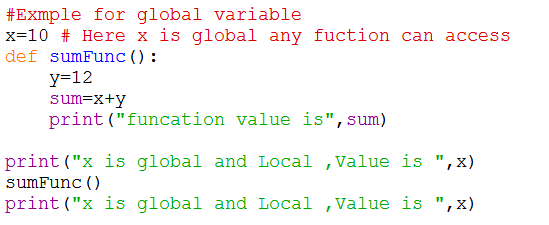 #Exmple for global variable
x=10 # Here x is global any fuction can access
def sumFunc():
    y=12
    sum=x+y
    print("funcation value is",sum)
print("x is global and Local ,Value is ",x)
sumFunc()
print("x is global and Local ,Value is ",x)